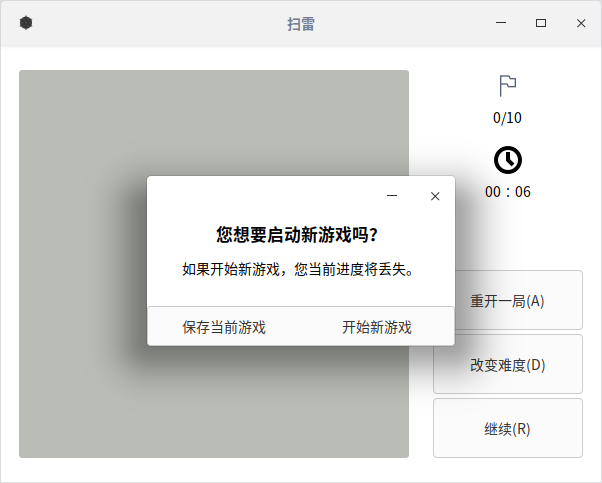 扫雷
0/10
00：06
您想要启动新游戏吗？
如果开始新游戏，您当前进度将丢失。
保存当前游戏
开始新游戏
重开一局(A)
改变难度(D)
继续(R)